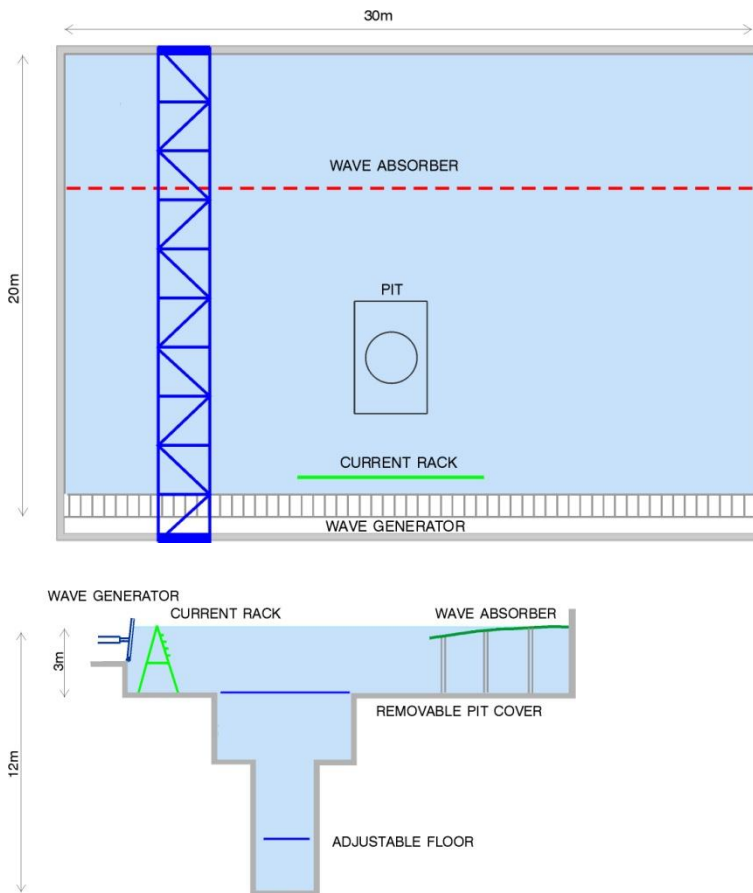 30m
WAVE ABSORBER
20m
PIT
CURRENT RACK
WAVE GENERATOR
WAVE GENERATOR
CURRENT RACK
WAVE ABSORBER
3m
REMOVABLE PIT COVER
12m
ADJUSTABLE FLOOR